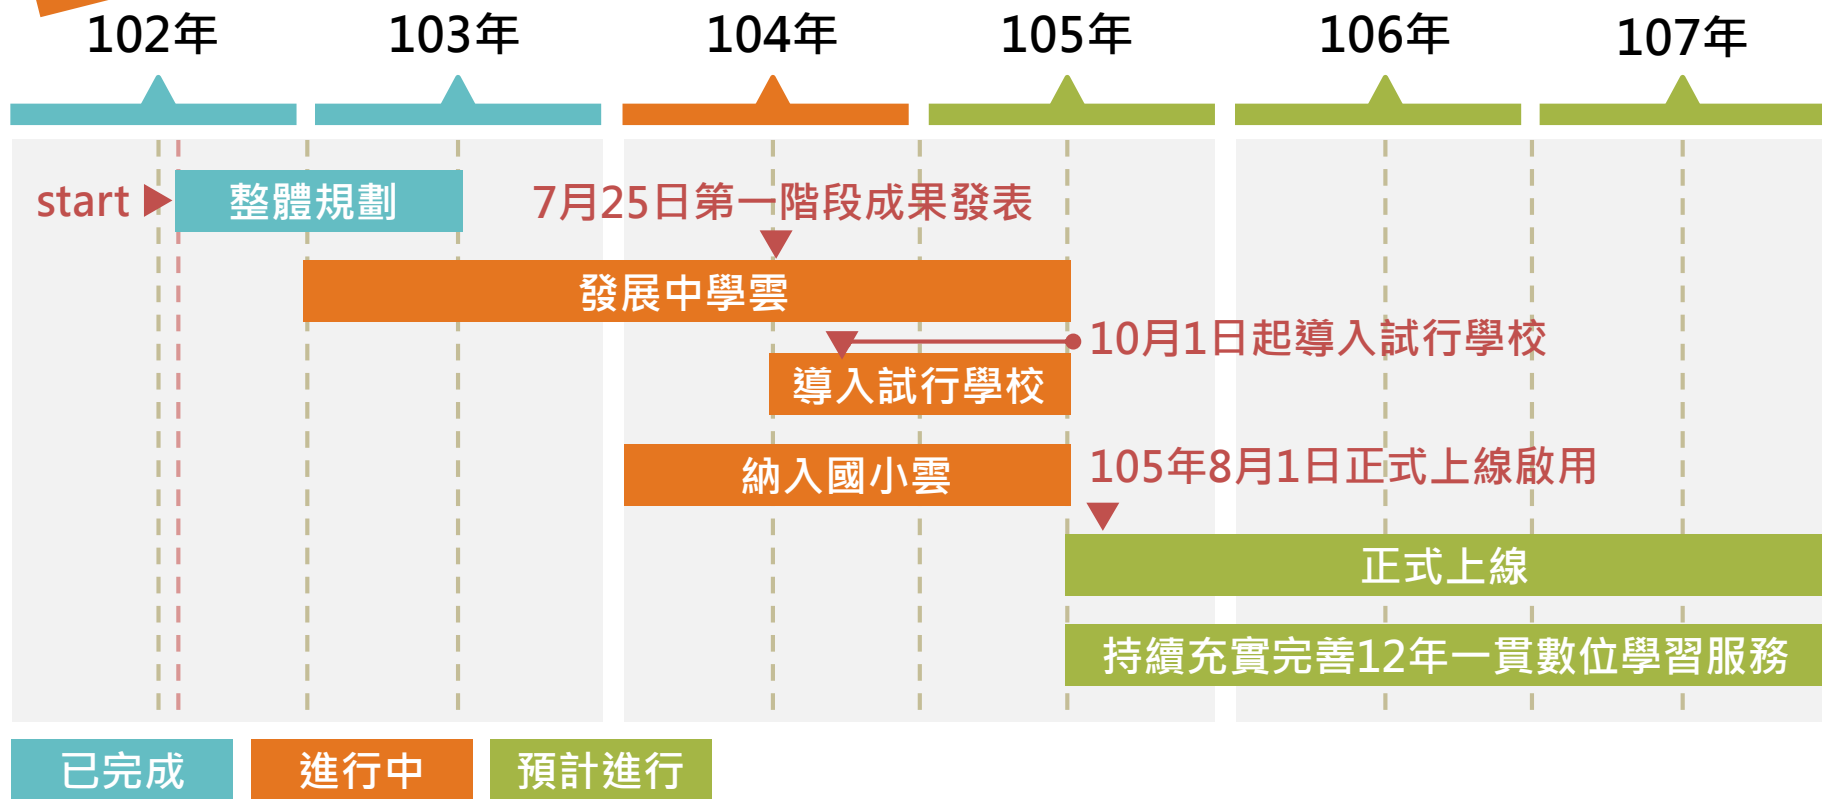 102年 103年 104年 105年 106年 107年
start 整體規劃 7月25日第一階段成果發表
發展中學雲
10月1日起導入試行學校
導入試行學校
105年8月1日正式上線啟用
納入國小雲
正式上線
持續充實完善12年一貫數位學習服務
已完成 進行中 預計進行